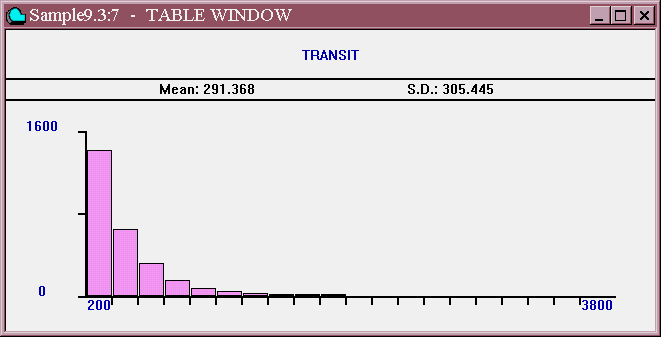 Sample9.3:7 - TABLE WINDOW
TRANSIT
Mean: 291.368 S.D.: 305.445
1600
0
200 3800